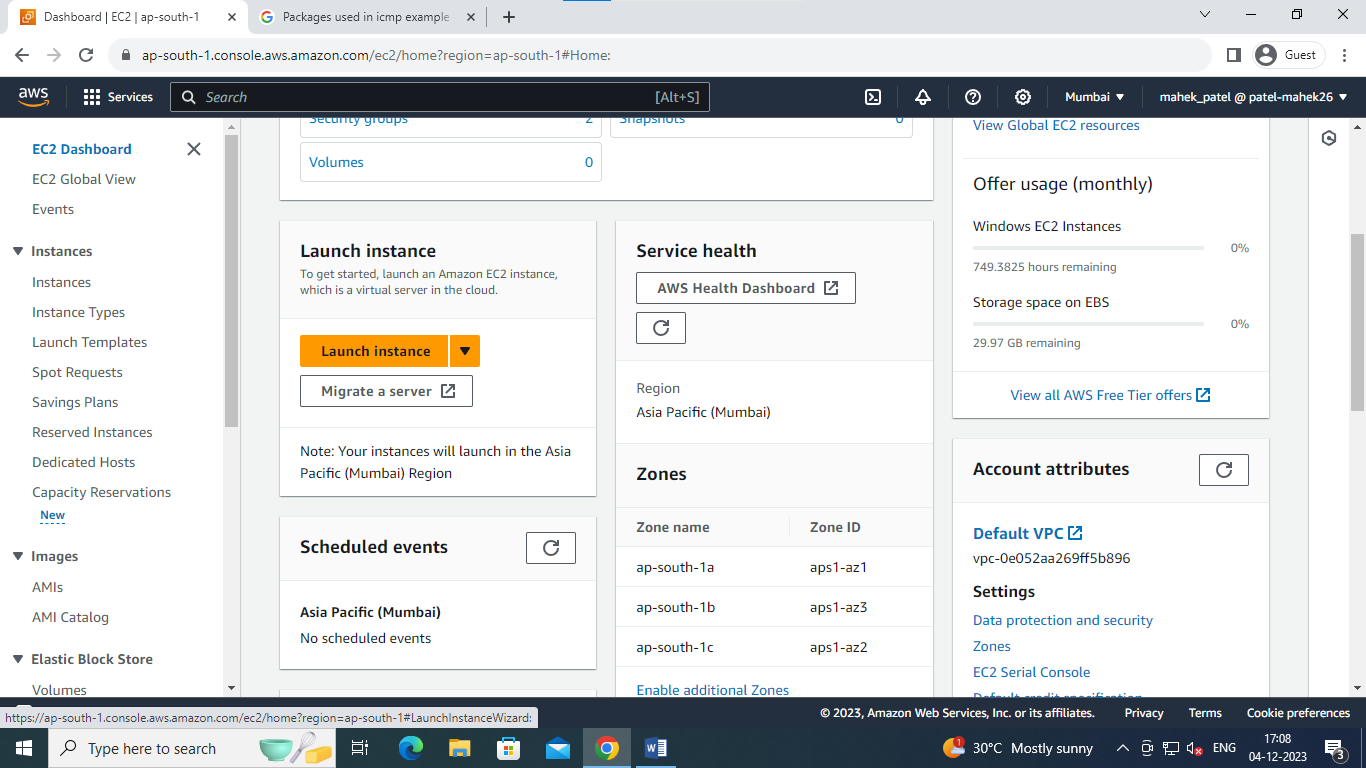 Dashboard | EC2 | ap-south-1
Packages used in icmp example
ap-south-1.console.aws.amazon.com/ec2/home?region=ap-south-1#Home:
Guest
aws
Services
Search
[Alt+S]
Mumbai
mahek_patel @ patel-mahek26
EC2 Dashboard
EC2 Global View
Events
Instances
Instances
Instance Types
Launch Templates
Spot Requests
Savings Plans
Reserved Instances
Dedicated Hosts
Capacity Reservations
New
Images
AMIs
AMI Catalog
Elastic Block Store
Volumes
Security groups 2
Snapshots 0
Volumes 0
Launch instance
To get started, launch an Amazon EC2 instance,
which is a virtual server in the cloud.
Launch instance
Migrate a server
Note: Your instances will launch in the Asia
Pacific (Mumbai) Region
Scheduled events
Asia Pacific (Mumbai)
No scheduled events
Service health
AWS Health Dashboard
Region
Asia Pacific (Mumbai)
Zones
Zone name Zone ID
ap-south-1a aps1-az1
ap-south-1b aps1-az3
ap-south-1c aps1-az2
Enable additional Zones
View Global EC2 resources
Offer usage (monthly)
Windows EC2 Instances
0%
749.3825 hours remaining
Storage space on EBS
0%
29.97 GB remaining
View all AWS Free Tier offers
Account attributes
Default VPC
vpc-0e052aa269ff5b896
Settings
Data protection and security
Zones
EC2 Serial Console
Default credit specification
https://ap-south-1.console.aws.amazon.com/ec2/home?region=ap-south-1#LaunchInstanceWizard:
© 2023, Amazon Web Services, Inc. or its affiliates.
Privacy
Terms
Cookie preferences
Type here to search
1
30°C Mostly sunny
ENG
17:08
04-12-2023
3